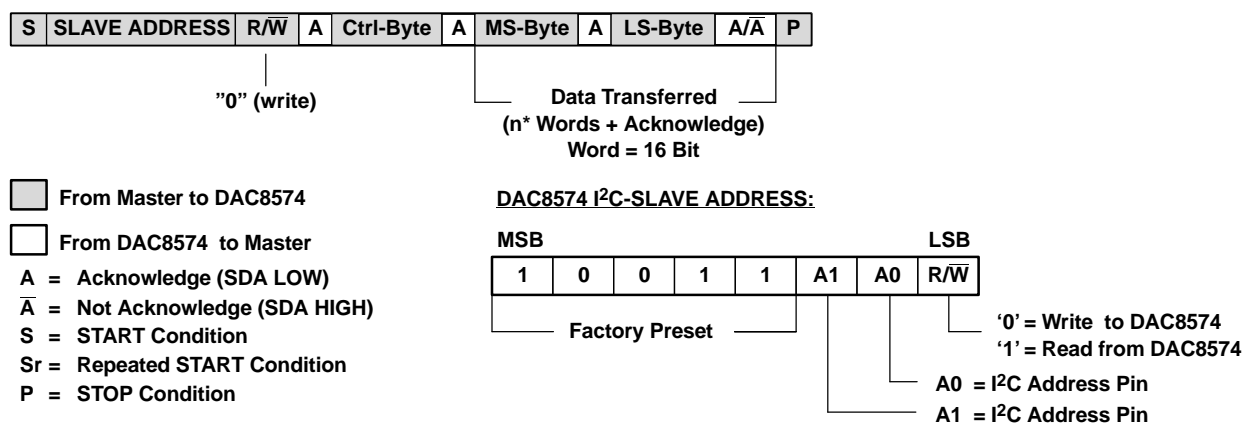 S SLAVE ADDRESS R/W̅ A Ctrl-Byte A MS-Byte A LS-Byte A/A̅ P
”0” (write)
Data Transferred
(n* Words + Acknowledge)
Word = 16 Bit
From Master to DAC8574
From DAC8574 to Master
A = Acknowledge (SDA LOW)
A̅ = Not Acknowledge (SDA HIGH)
S = START Condition
Sr = Repeated START Condition
P = STOP Condition
DAC8574 I²C-SLAVE ADDRESS:
MSB LSB
1 0 0 1 1 A1 A0 R/W̅
Factory Preset
‘0’ = Write to DAC8574
‘1’ = Read from DAC8574
A0 = I²C Address Pin
A1 = I²C Address Pin